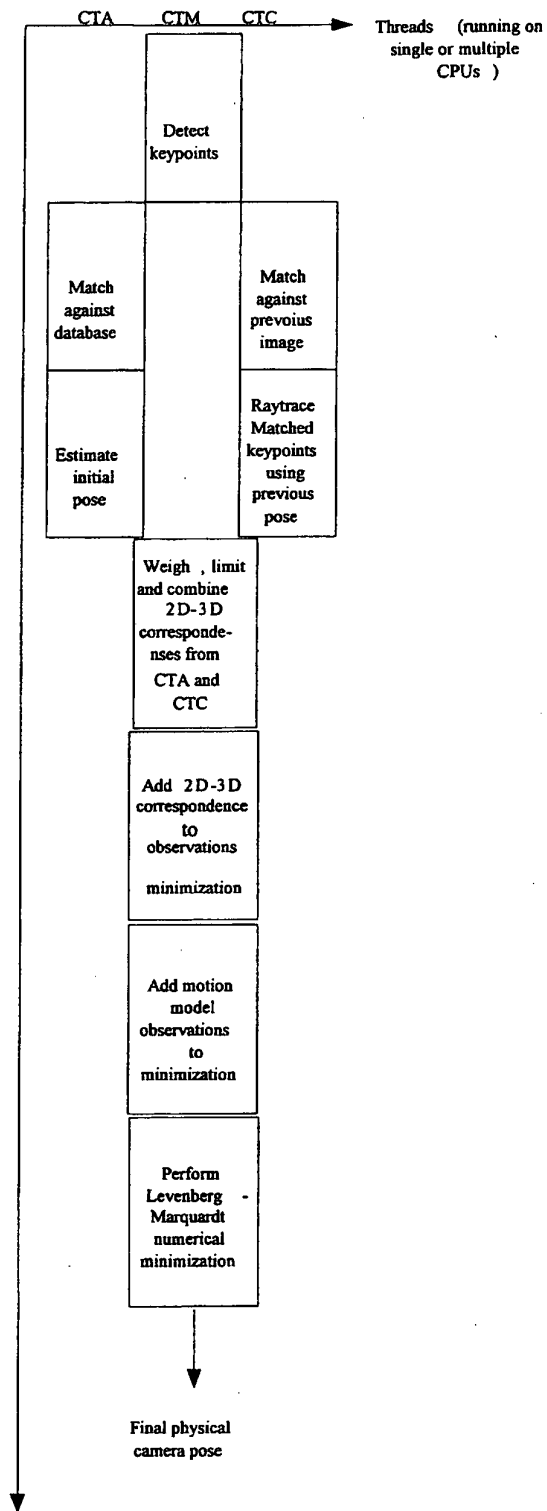 CTA CTM CTC
Threads (running on
single or multiple
CPUs )
Detect
keypoints
Match
against
database
Match
against
prevoius
image
Estimate
initial
pose
Raytrace
Matched
keypoints
using
previous
pose
Weigh , limit
and combine
2D-3D
corresponde-
nses from
CTA and
CTC
Add 2D-3D
correspondence
to
observations
minimization
Add motion
model
observations
to
minimization
Perform
Levenberg -
Marquardt
numerical
minimization
Final physical
camera pose